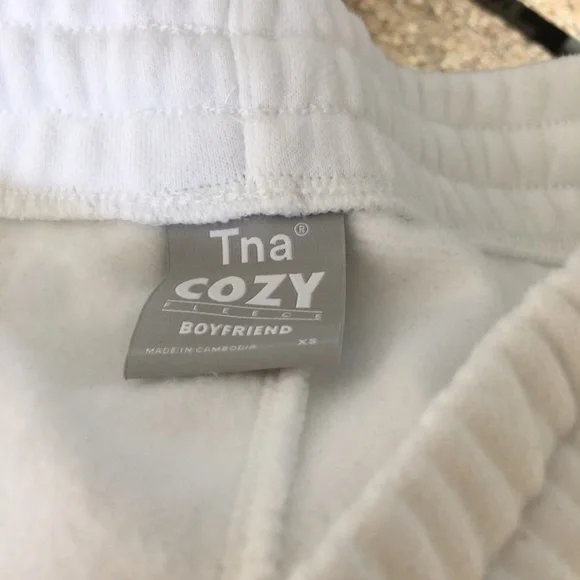 Tna®
COZY
FLEECE
BOYFRIEND
MADE IN CAMBODIA XS